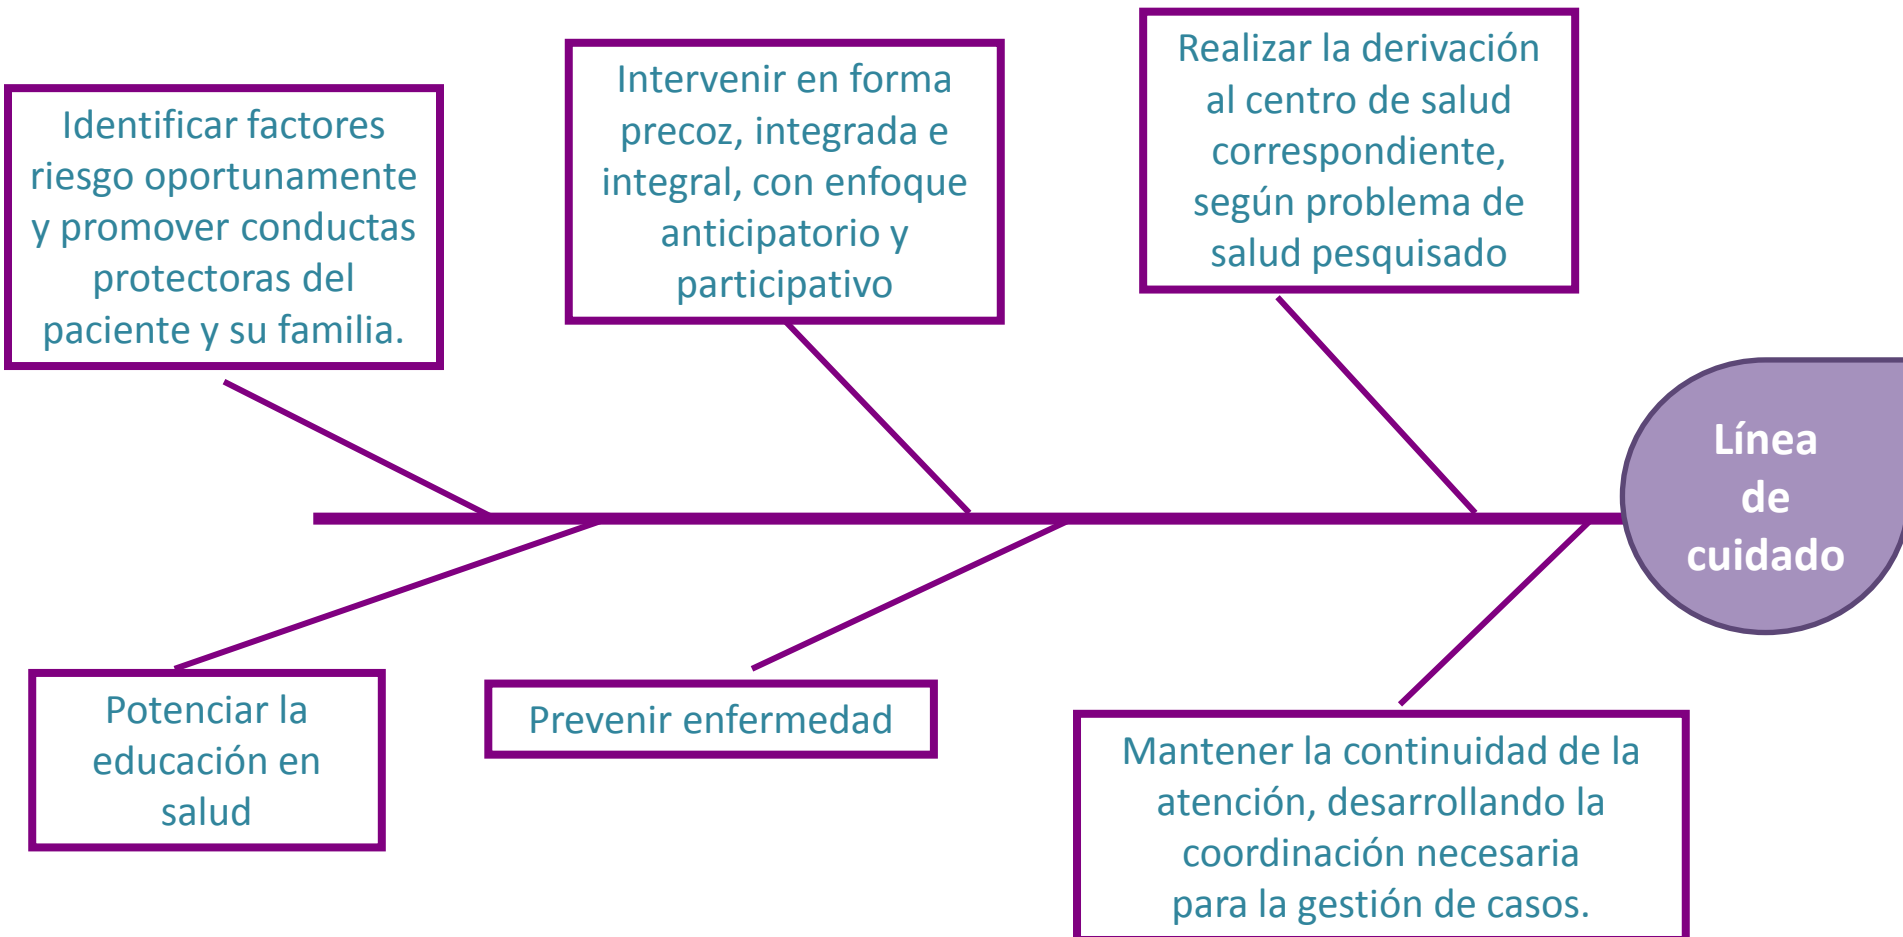 Identificar factores
riesgo oportunamente
y promover conductas
protectoras del
paciente y su familia.
Intervenir en forma
precoz, integrada e
integral, con enfoque
anticipatorio y
participativo
Realizar la derivación
al centro de salud
correspondiente,
según problema de
salud pesquisado
Línea
de
cuidado
Potenciar la
educación en
salud
Prevenir enfermedad
Mantener la continuidad de la
atención, desarrollando la
coordinación necesaria
para la gestión de casos.